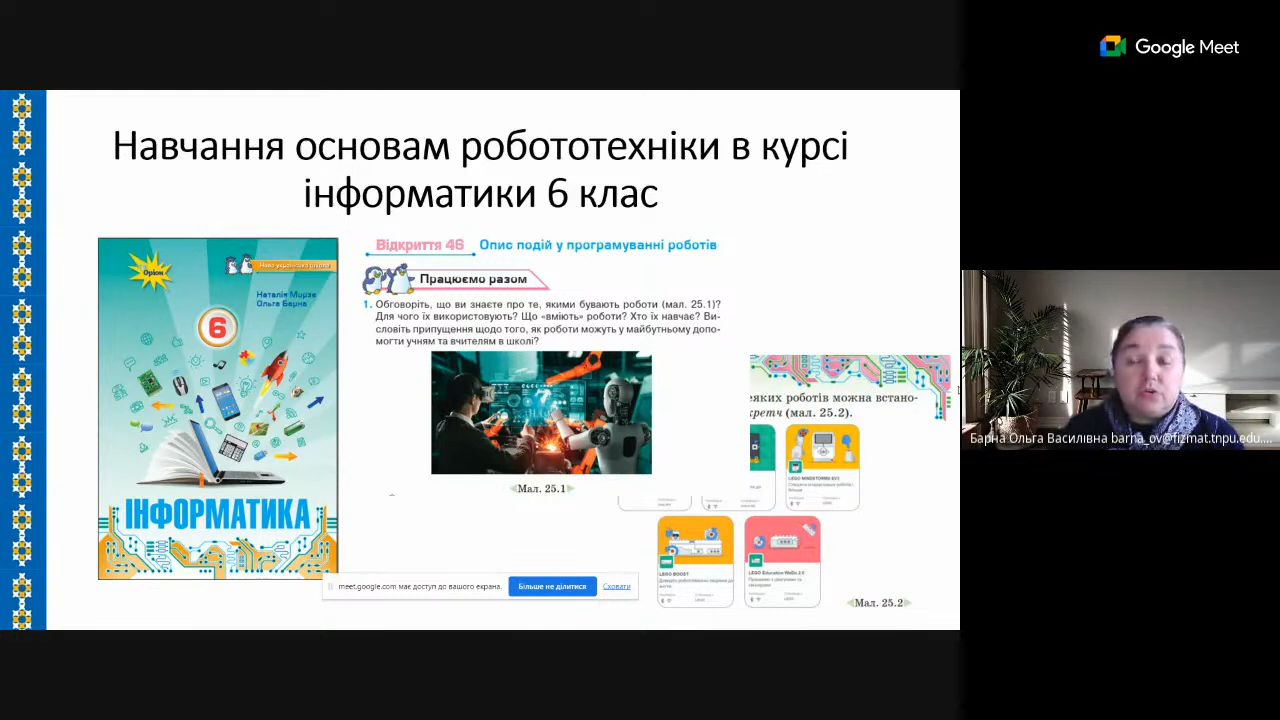 Google Meet
Навчання основам робототехніки в курсі
інформатики 6 клас
Оріон
Нова українська школа
Наталія Морзе
Ольга Барна
6
ІНФОРМАТИКА
Відкриття 46 Опис подій у програмуванні роботів
Працюємо разом
1. Обговоріть, що ви знаєте про те, якими бувають роботи (мал. 25.1)?
Для чого їх використовують? Що «вміють» роботи? Хто їх навчає? Ви-
словіть припущення щодо того, як роботи можуть у майбутньому допо-
могти учням та вчителям в школі?
Мал. 25.1
еяких роботів можна встано-
кретч (мал. 25.2).
LEGO MINDSTORMS EV3
LEGO BOOST
LEGO Education WeDo 2.0
Мал. 25.2
meet.google.com має доступ до вашого екрана. Більше не ділитися Сховати
Барна Ольга Василівна barna_ov@fizmat.tnpu.edu....